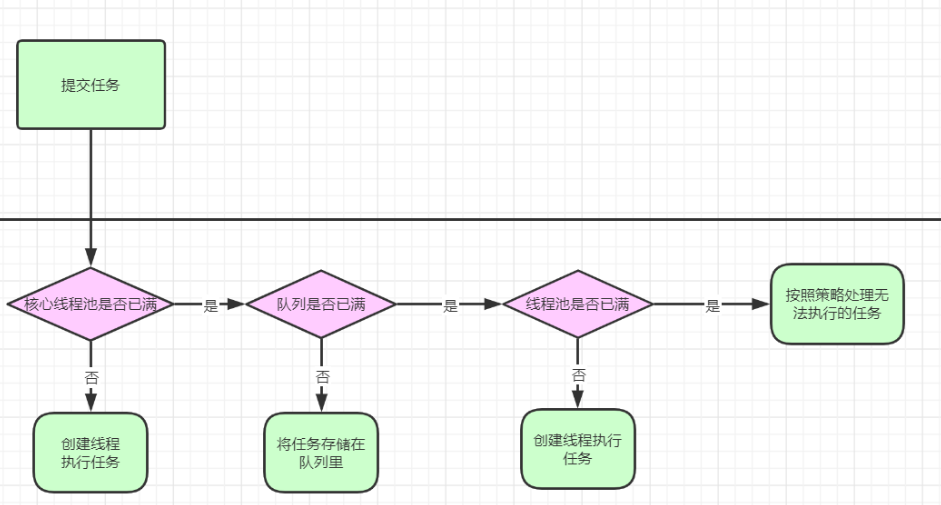 提交任务
核心线程池是否已满
是
队列是否已满
是
线程池是否已满
是
按照策略处理无
法执行的任务
否
否
否
创建线程
执行任务
将任务存储在
队列里
创建线程执行
任务